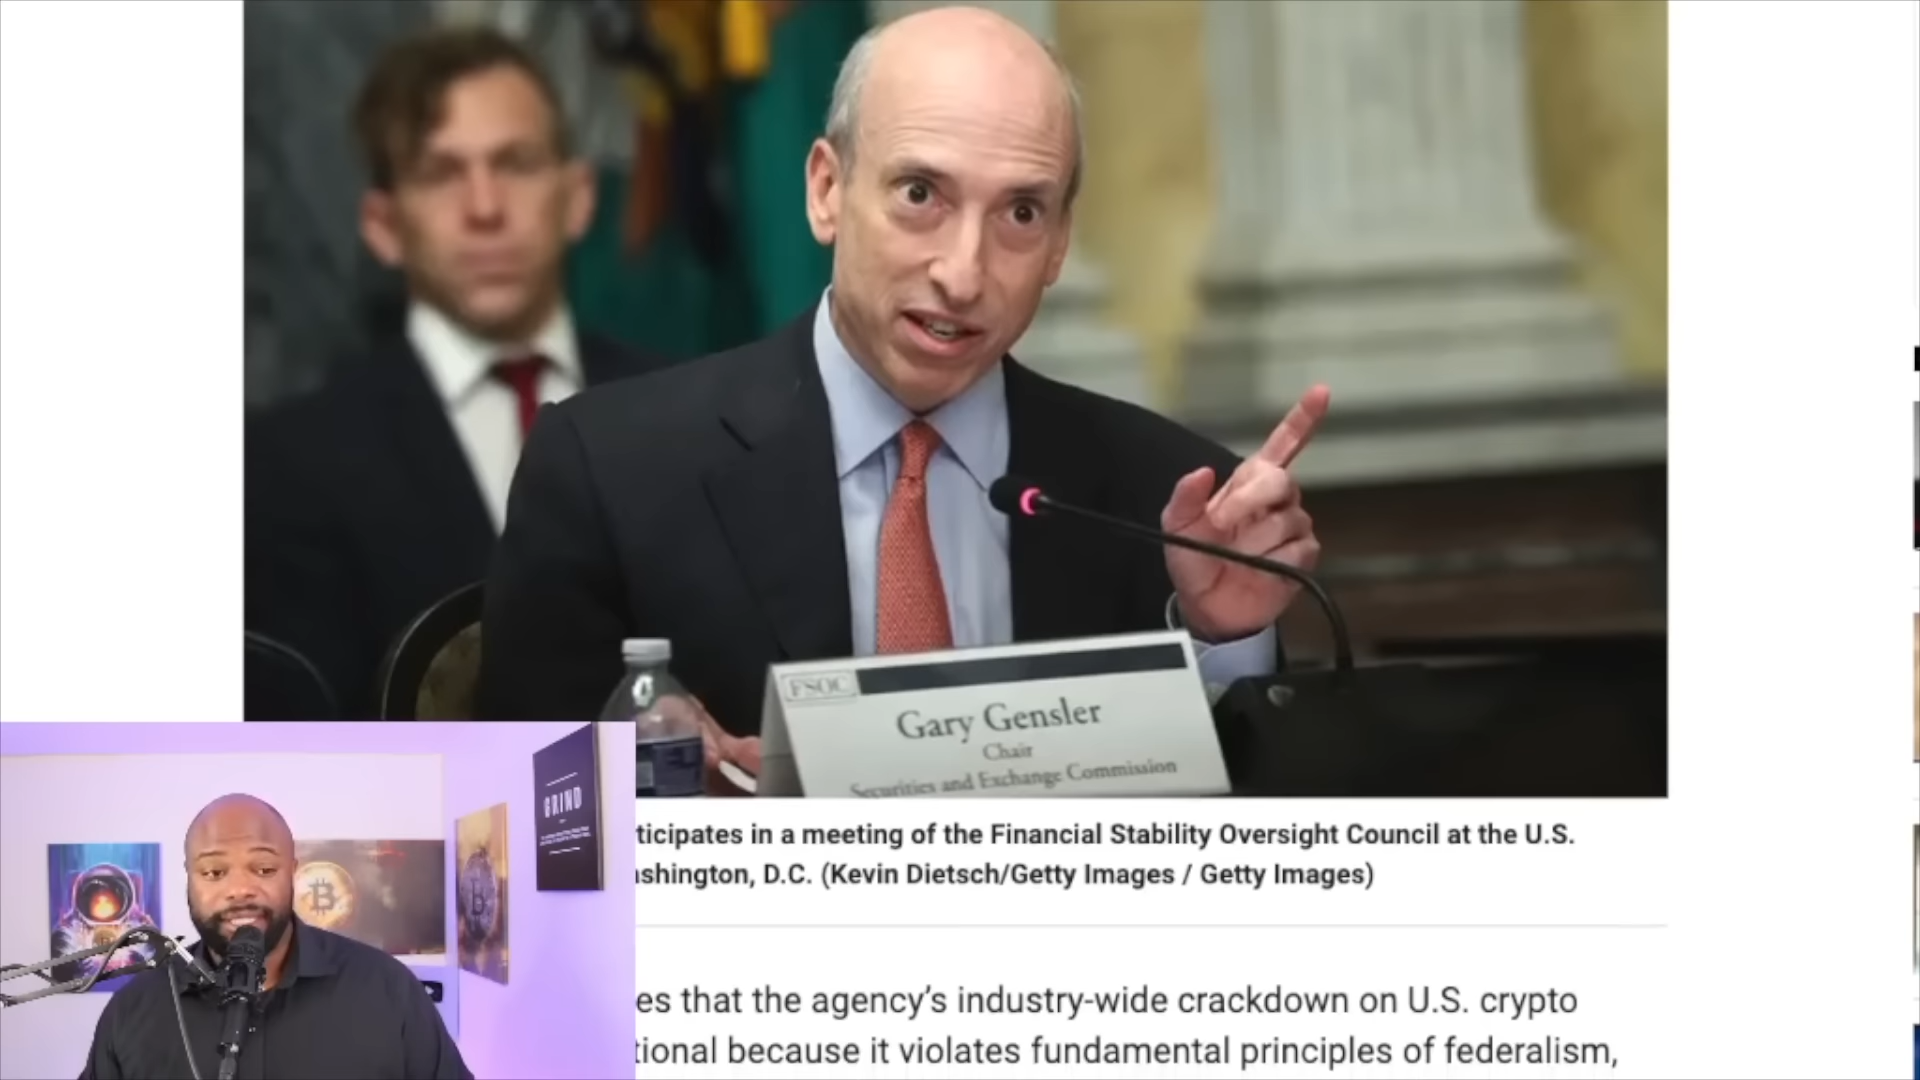 FSOC
Gary Gensler
Chair
Securities and Exchange Commission
GRIND
ticipates in a meeting of the Financial Stability Oversight Council at the U.S.
ashington, D.C. (Kevin Dietsch/Getty Images / Getty Images)
es that the agency’s industry-wide crackdown on U.S. crypto
tional because it violates fundamental principles of federalism,